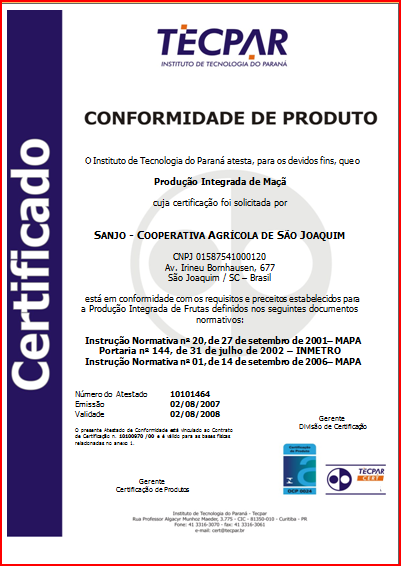 Certificado
TECPAR
INSTITUTO DE TECNOLOGIA DO PARANÁ
CONFORMIDADE DE PRODUTO
O Instituto de Tecnologia do Paraná atesta, para os devidos fins, que o
Produção Integrada de Maçã
cuja certificação foi solicitada por
SANJO - COOPERATIVA AGRÍCOLA DE SÃO JOAQUIM
CNPJ 01587541000120
Av. Irineu Bornhausen, 677
São Joaquim / SC – Brasil
está em conformidade com os requisitos e preceitos estabelecidos para
a Produção Integrada de Frutas definidos nos seguintes documentos
normativos:
Instrução Normativa nº 20, de 27 de setembro de 2001– MAPA
Portaria nº 144, de 31 de julho de 2002 – INMETRO
Instrução Normativa nº 01, de 14 de setembro de 2006– MAPA
Número do Atestado 10101464
Emissão 02/08/2007
Validade 02/08/2008
O presente Atestado de Conformidade está vinculado ao Contrato
de Certificação n. 10100970 /00 e é válido para as bases físicas
relacionadas no anexo 1.
Gerente
Divisão de Certificação
Gerente
Certificação de Produtos
Certificação
de Produto
OCP 0024
TECPAR
CERT
Instituto de Tecnologia do Paraná - Tecpar
Rua Professor Algacyr Munhoz Maeder, 3.775 - CIC - 81350-010 - Curitiba - PR
Fone: 41 3316-3070 - fax: 41 3316-3061
e-mail: cert@tecpar.br